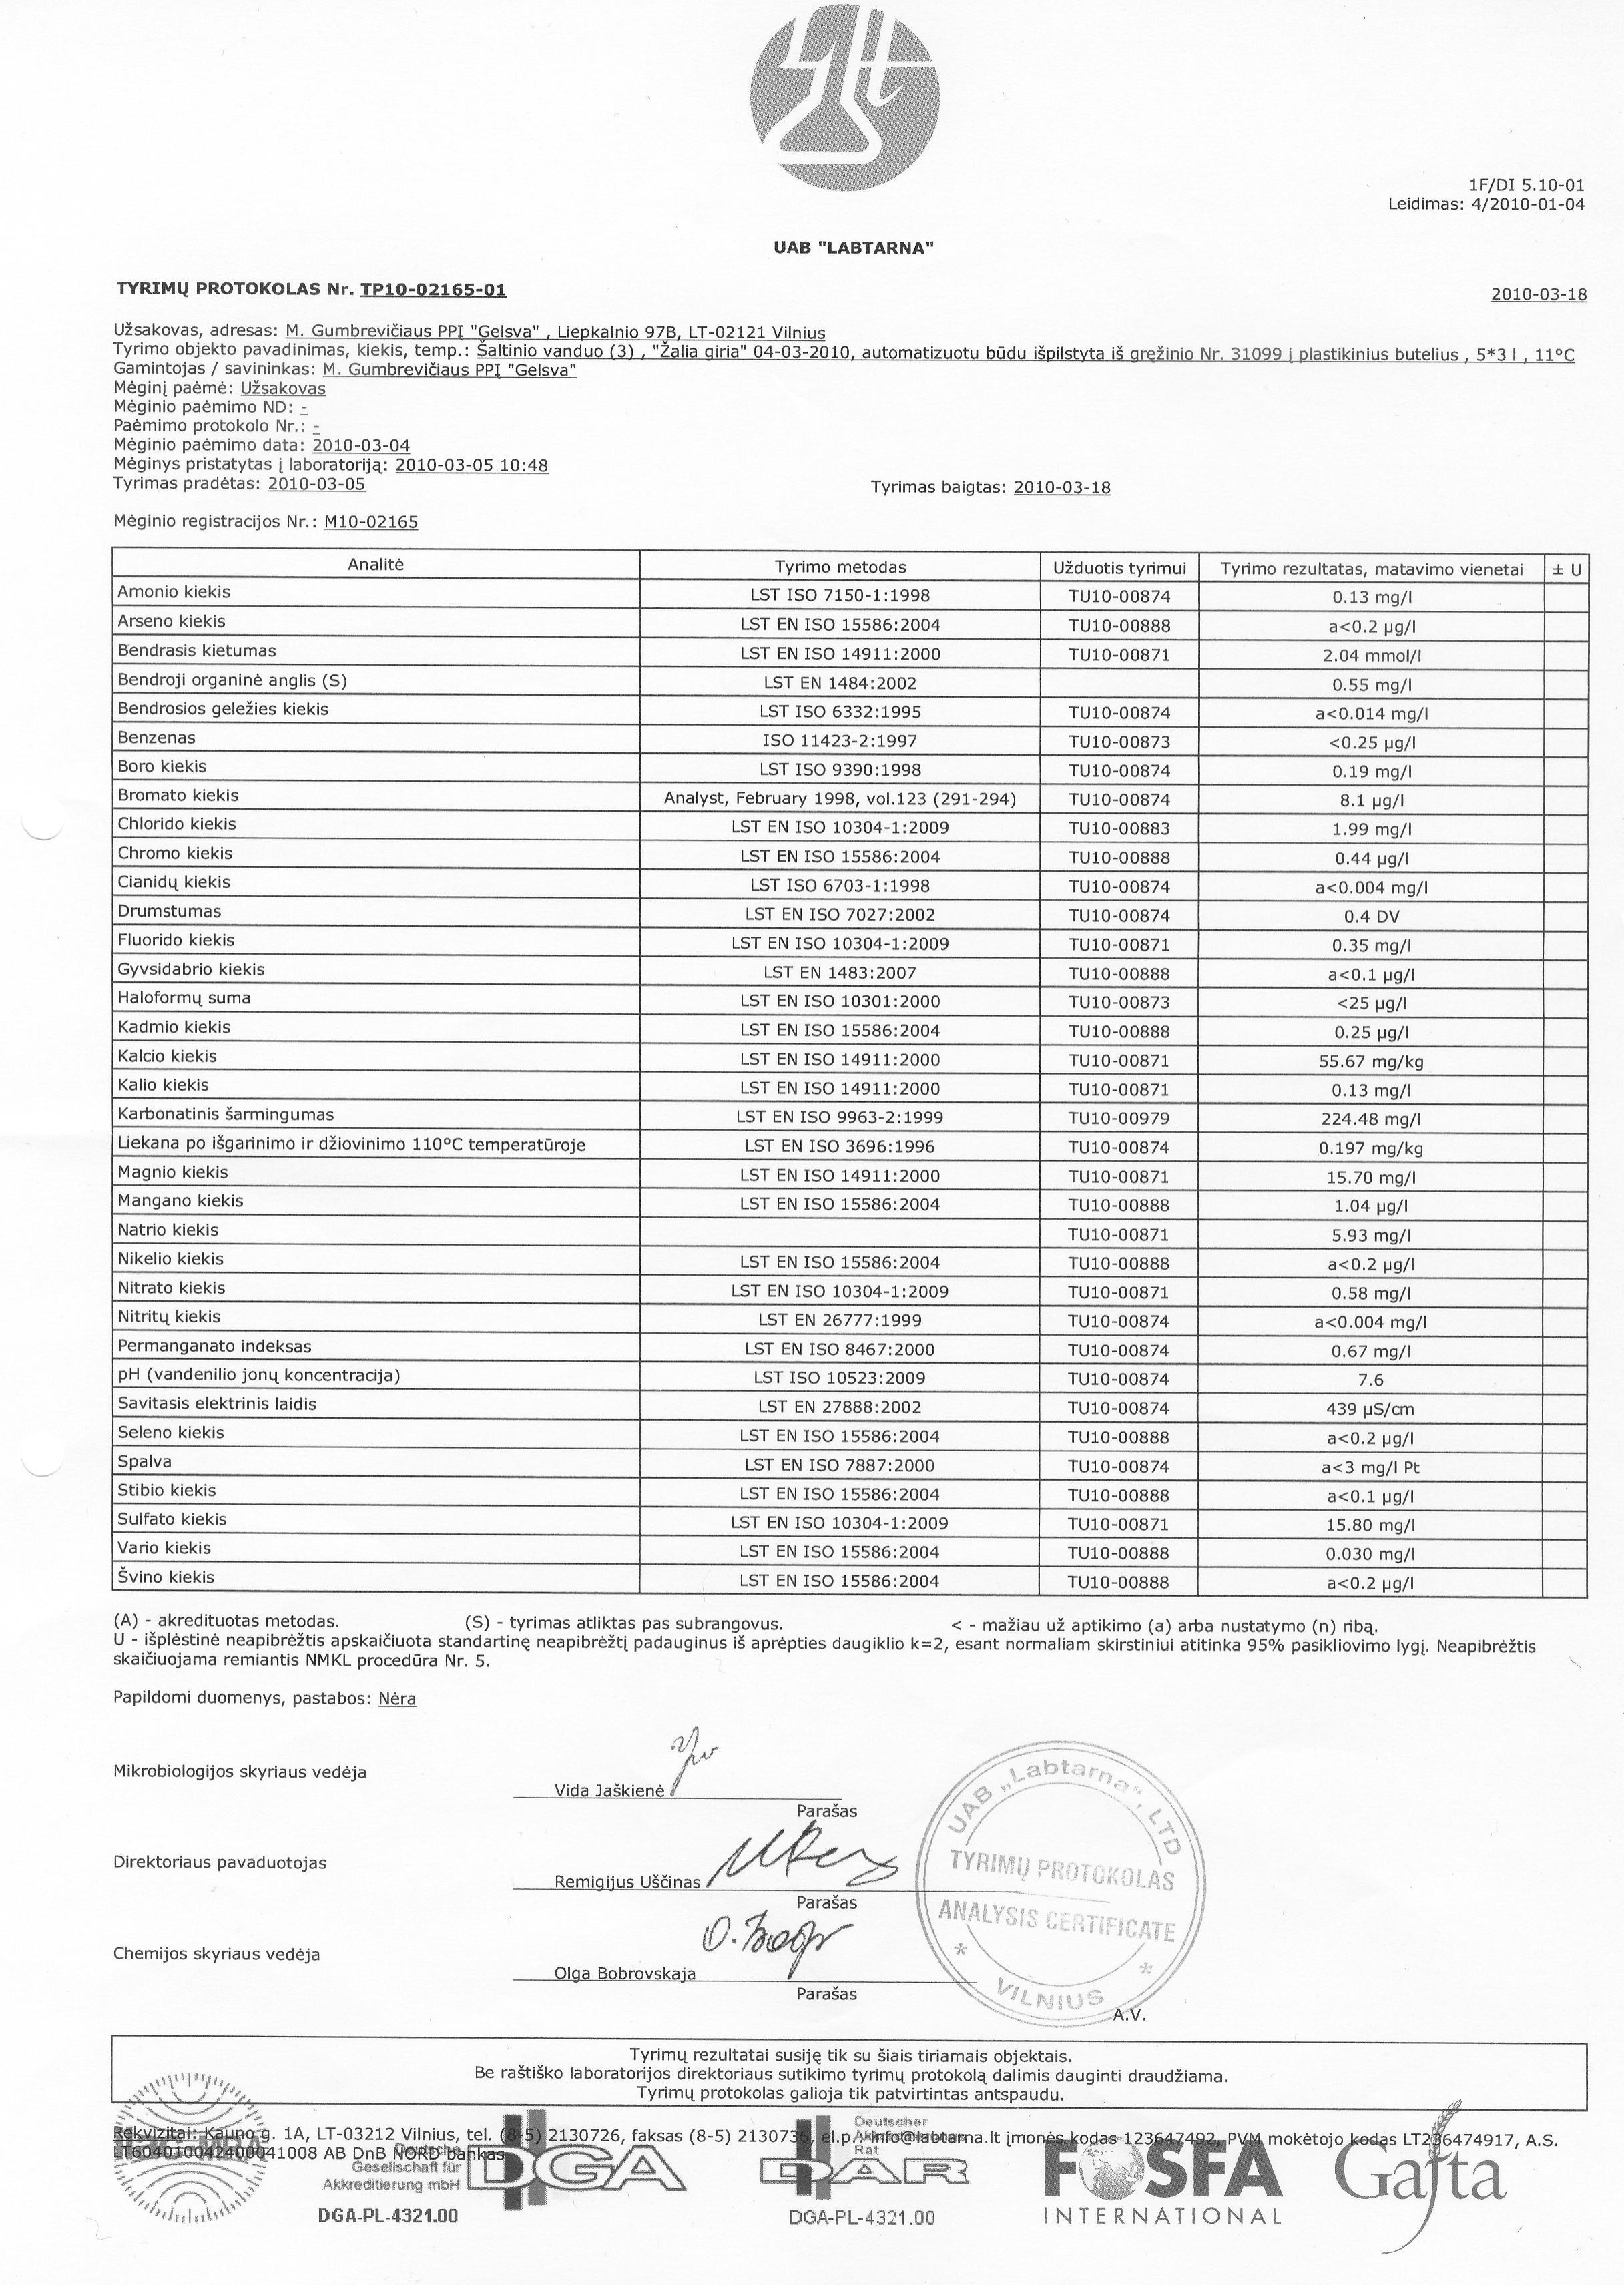 1F/DI 5.10-01
Leidimas: 4/2010-01-04
UAB "LABTARNA"
TYRIMŲ PROTOKOLAS Nr. TP10-02165-01 2010-03-18
Užsakovas, adresas: M. Gumbrevičiaus PPĮ "Gelsva" , Liepkalnio 97B, LT-02121 Vilnius
Tyrimo objekto pavadinimas, kiekis, temp.: Šaltinio vanduo (3) , "Žalia giria" 04-03-2010, automatizuotu būdu išpilstyta iš gręžinio Nr. 31099 į plastikinius butelius , 5*3 l , 11°C
Gamintojas / savininkas: M. Gumbrevičiaus PPĮ "Gelsva"
Mėginį paėmė: Užsakovas
Mėginio paėmimo ND: -
Paėmimo protokolo Nr.: -
Mėginio paėmimo data: 2010-03-04
Mėginys pristatytas į laboratoriją: 2010-03-05 10:48
Tyrimas pradėtas: 2010-03-05 Tyrimas baigtas: 2010-03-18
Mėginio registracijos Nr.: M10-02165
Analitė Tyrimo metodas Užduotis tyrimui Tyrimo rezultatas, matavimo vienetai ± U
Amonio kiekis LST ISO 7150-1:1998 TU10-00874 0.13 mg/l
Arseno kiekis LST EN ISO 15586:2004 TU10-00888 a<0.2 µg/l
Bendrasis kietumas LST EN ISO 14911:2000 TU10-00871 2.04 mmol/l
Bendroji organinė anglis (S) LST EN 1484:2002 0.55 mg/l
Bendrosios geležies kiekis LST ISO 6332:1995 TU10-00874 a<0.014 mg/l
Benzenas ISO 11423-2:1997 TU10-00873 <0.25 µg/l
Boro kiekis LST ISO 9390:1998 TU10-00874 0.19 mg/l
Bromato kiekis Analyst, February 1998, vol.123 (291-294) TU10-00874 8.1 µg/l
Chlorido kiekis LST EN ISO 10304-1:2009 TU10-00883 1.99 mg/l
Chromo kiekis LST EN ISO 15586:2004 TU10-00888 0.44 µg/l
Cianidų kiekis LST ISO 6703-1:1998 TU10-00874 a<0.004 mg/l
Drumstumas LST EN ISO 7027:2002 TU10-00874 0.4 DV
Fluorido kiekis LST EN ISO 10304-1:2009 TU10-00871 0.35 mg/l
Gyvsidabrio kiekis LST EN 1483:2007 TU10-00888 a<0.1 µg/l
Haloformų suma LST EN ISO 10301:2000 TU10-00873 <25 µg/l
Kadmio kiekis LST EN ISO 15586:2004 TU10-00888 0.25 µg/l
Kalcio kiekis LST EN ISO 14911:2000 TU10-00871 55.67 mg/kg
Kalio kiekis LST EN ISO 14911:2000 TU10-00871 0.13 mg/l
Karbonatinis šarmingumas LST EN ISO 9963-2:1999 TU10-00979 224.48 mg/l
Liekana po išgarinimo ir džiovinimo 110°C temperatūroje LST EN ISO 3696:1996 TU10-00874 0.197 mg/kg
Magnio kiekis LST EN ISO 14911:2000 TU10-00871 15.70 mg/l
Mangano kiekis LST EN ISO 15586:2004 TU10-00888 1.04 µg/l
Natrio kiekis TU10-00871 5.93 mg/l
Nikelio kiekis LST EN ISO 15586:2004 TU10-00888 a<0.2 µg/l
Nitrato kiekis LST EN ISO 10304-1:2009 TU10-00871 0.58 mg/l
Nitritų kiekis LST EN 26777:1999 TU10-00874 a<0.004 mg/l
Permanganato indeksas LST EN ISO 8467:2000 TU10-00874 0.67 mg/l
pH (vandenilio jonų koncentracija) LST ISO 10523:2009 TU10-00874 7.6
Savitasis elektrinis laidis LST EN 27888:2002 TU10-00874 439 µS/cm
Seleno kiekis LST EN ISO 15586:2004 TU10-00888 a<0.2 µg/l
Spalva LST EN ISO 7887:2000 TU10-00874 a<3 mg/l Pt
Stibio kiekis LST EN ISO 15586:2004 TU10-00888 a<0.1 µg/l
Sulfato kiekis LST EN ISO 10304-1:2009 TU10-00871 15.80 mg/l
Vario kiekis LST EN ISO 15586:2004 TU10-00888 0.030 mg/l
Švino kiekis LST EN ISO 15586:2004 TU10-00888 a<0.2 µg/l
(A) - akredituotas metodas. (S) - tyrimas atliktas pas subrangovus. < - mažiau už aptikimo (a) arba nustatymo (n) ribą.
U - išplėstinė neapibrėžtis apskaičiuota standartinę neapibrėžtį padauginus iš aprėpties daugiklio k=2, esant normaliam skirstiniui atitinka 95% pasikliovimo lygį. Neapibrėžtis
skaičiuojama remiantis NMKL procedūra Nr. 5.
Papildomi duomenys, pastabos: Nėra
Mikrobiologijos skyriaus vedėja Vida Jaškienė
Parašas
Direktoriaus pavaduotojas Remigijus Uščinas
Parašas
Chemijos skyriaus vedėja Olga Bobrovskaja
Parašas
UAB „Labtarna“, LTD
TYRIMŲ PROTOKOLAS
ANALYSIS CERTIFICATE
* VILNIUS *
A.V.
Tyrimų rezultatai susiję tik su šiais tiriamais objektais.
Be raštiško laboratorijos direktoriaus sutikimo tyrimų protokolą dalimis dauginti draudžiama.
Tyrimų protokolas galioja tik patvirtintas antspaudu.
Rekvizitai: Kauno g. 1A, LT-03212 Vilnius, tel. (8-5) 2130726, faksas (8-5) 2130736, el.p.: info@labtarna.lt įmonės kodas 123647492, PVM mokėtojo kodas LT236474917, A.S.
LT604010042400041008 AB DnB NORD bankas
ilac-MRA
Deutsche
Gesellschaft für
Akkreditierung mbH
DGA
DGA-PL-4321.00
Deutscher
Akkreditierungs
Rat
DAR
DGA-PL-4321.00
FOSFA
INTERNATIONAL
Gafta